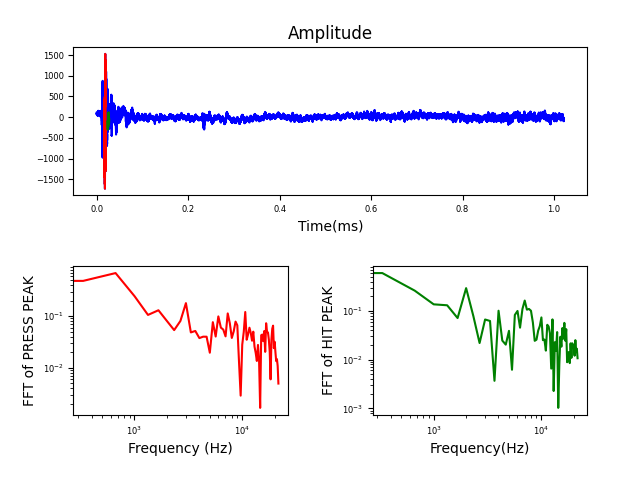 Amplitude
1500
1000
500
0
−500
−1000
−1500
0.0 0.2 0.4 0.6 0.8 1.0
Time(ms)
FFT of PRESS PEAK
10⁻¹
10⁻²
10³ 10⁴
Frequency (Hz)
FFT of HIT PEAK
10⁻¹
10⁻²
10⁻³
10³ 10⁴
Frequency(Hz)